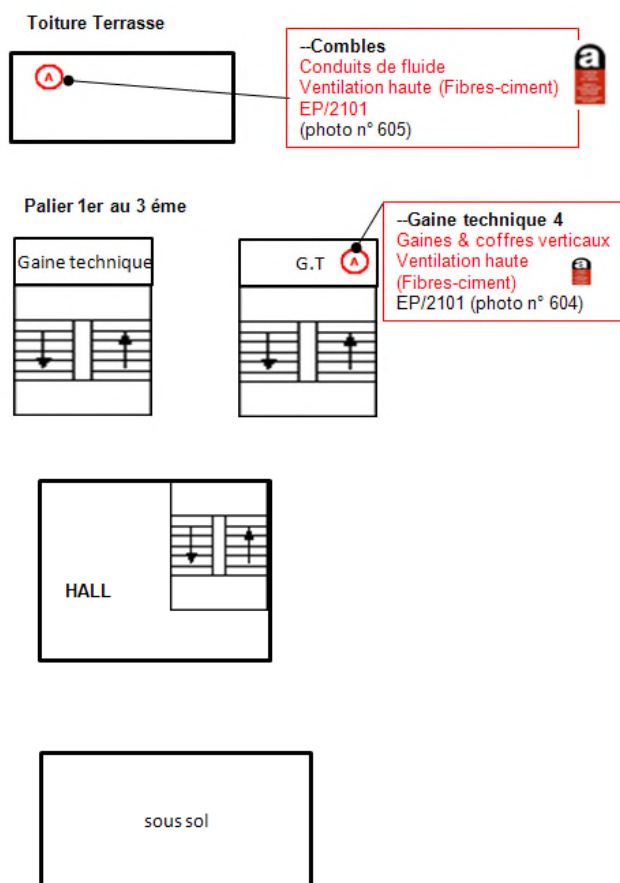 Toiture Terrasse
A
--Combles
Conduits de fluide
Ventilation haute (Fibres-ciment)
EP/2101
(photo n° 605)
a
Palier 1er au 3 éme
Gaine technique
G.T
A
--Gaine technique 4
Gaines & coffres verticaux
Ventilation haute
(Fibres-ciment)
EP/2101 (photo n° 604)
a
HALL
sous sol